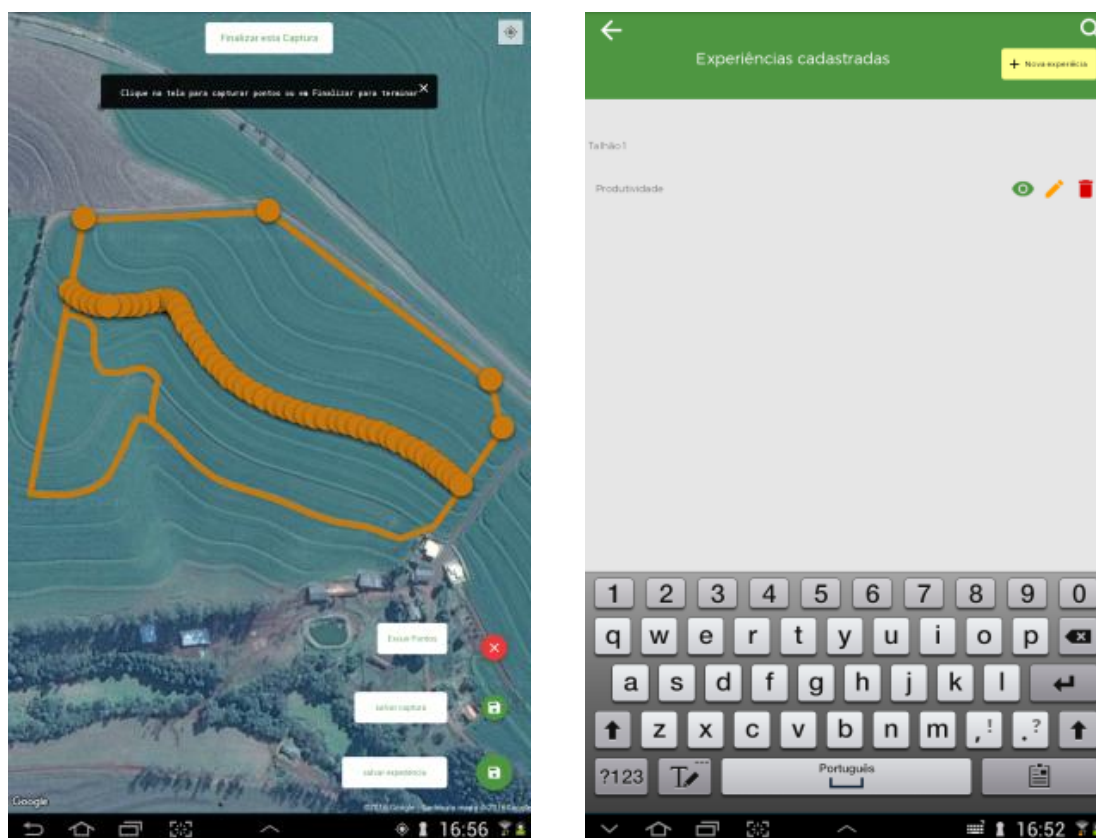 Finalizar esta Captura
Clique na tela para capturar pontos ou em Finalizar para terminar
Excluir Pontos
salvar captura
salvar experiencia
Google
16:56
Experiências cadastradas
+ Nova experiêcia
Talhão 1
Produtividade
1 2 3 4 5 6 7 8 9 0
q w e r t y u i o p
a s d f g h j k l
z x c v b n m ,! .?
?123 T Português
16:52